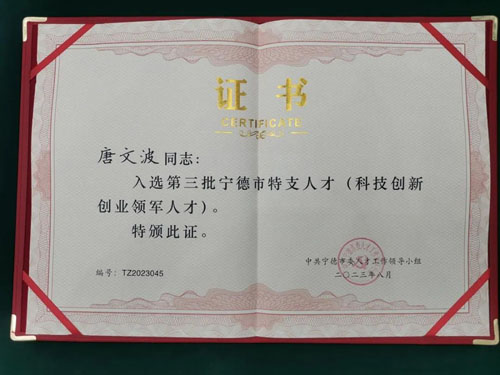 证书
CERTIFICATE
唐文波同志：
入选第三批宁德市特支人才（科技创新
创业领军人才）。
特颁此证。
中共宁德市委人才工作领导小组
编号：TZ2023045
二〇二三年八月